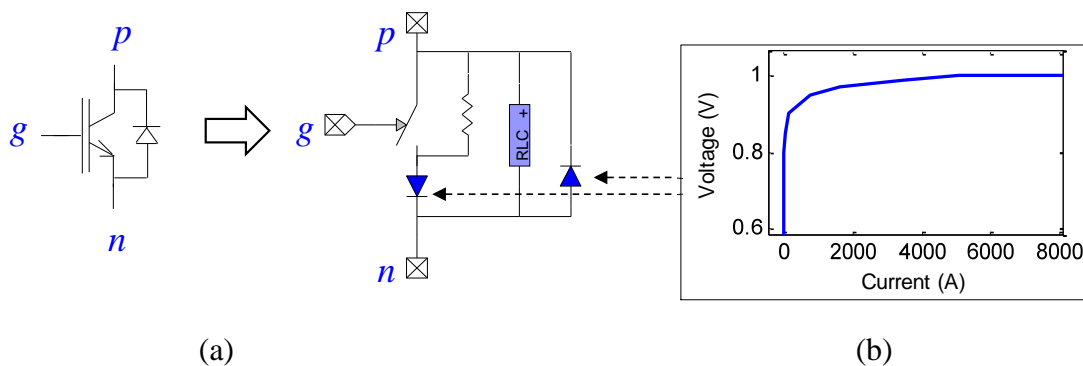 p
g
n
p
g
n
RLC +
Voltage (V)
1
0.8
0.6
0 2000 4000 6000 8000
Current (A)
(a)
(b)